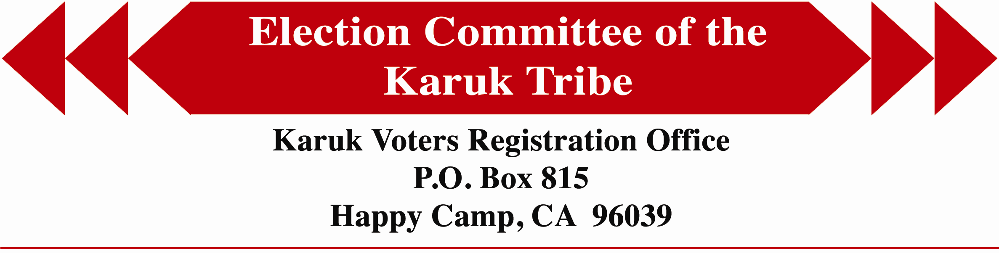 Election Committee of the
Karuk Tribe
Karuk Voters Registration Office
P.O. Box 815
Happy Camp, CA  96039